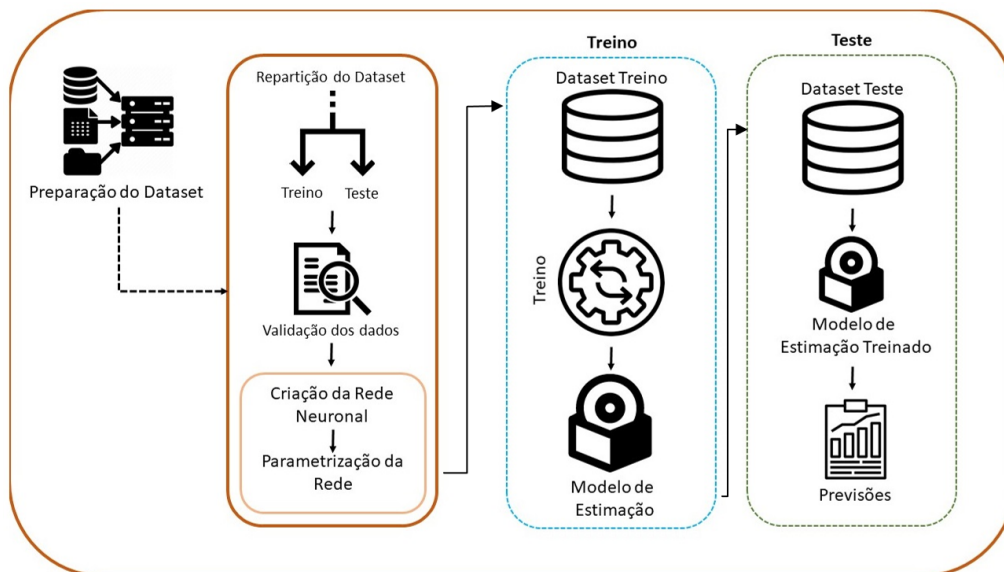 Preparação do Dataset
Repartição do Dataset
Treino
Teste
Validação dos dados
Criação da Rede
Neuronal
Parametrização da
Rede
Treino
Dataset Treino
Treino
Modelo de
Estimação
Teste
Dataset Teste
Modelo de
Estimação Treinado
Previsões